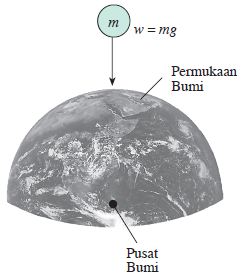 m
w = mg
Permukaan
Bumi
Pusat
Bumi